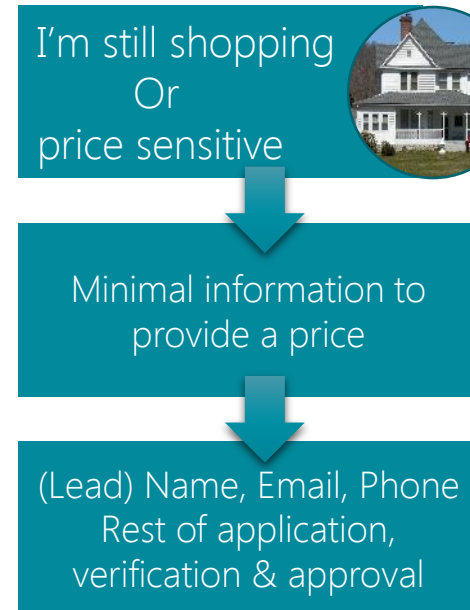 I'm still shopping
Or
price sensitive
Minimal information to
provide a price
(Lead) Name, Email, Phone
Rest of application,
verification & approval